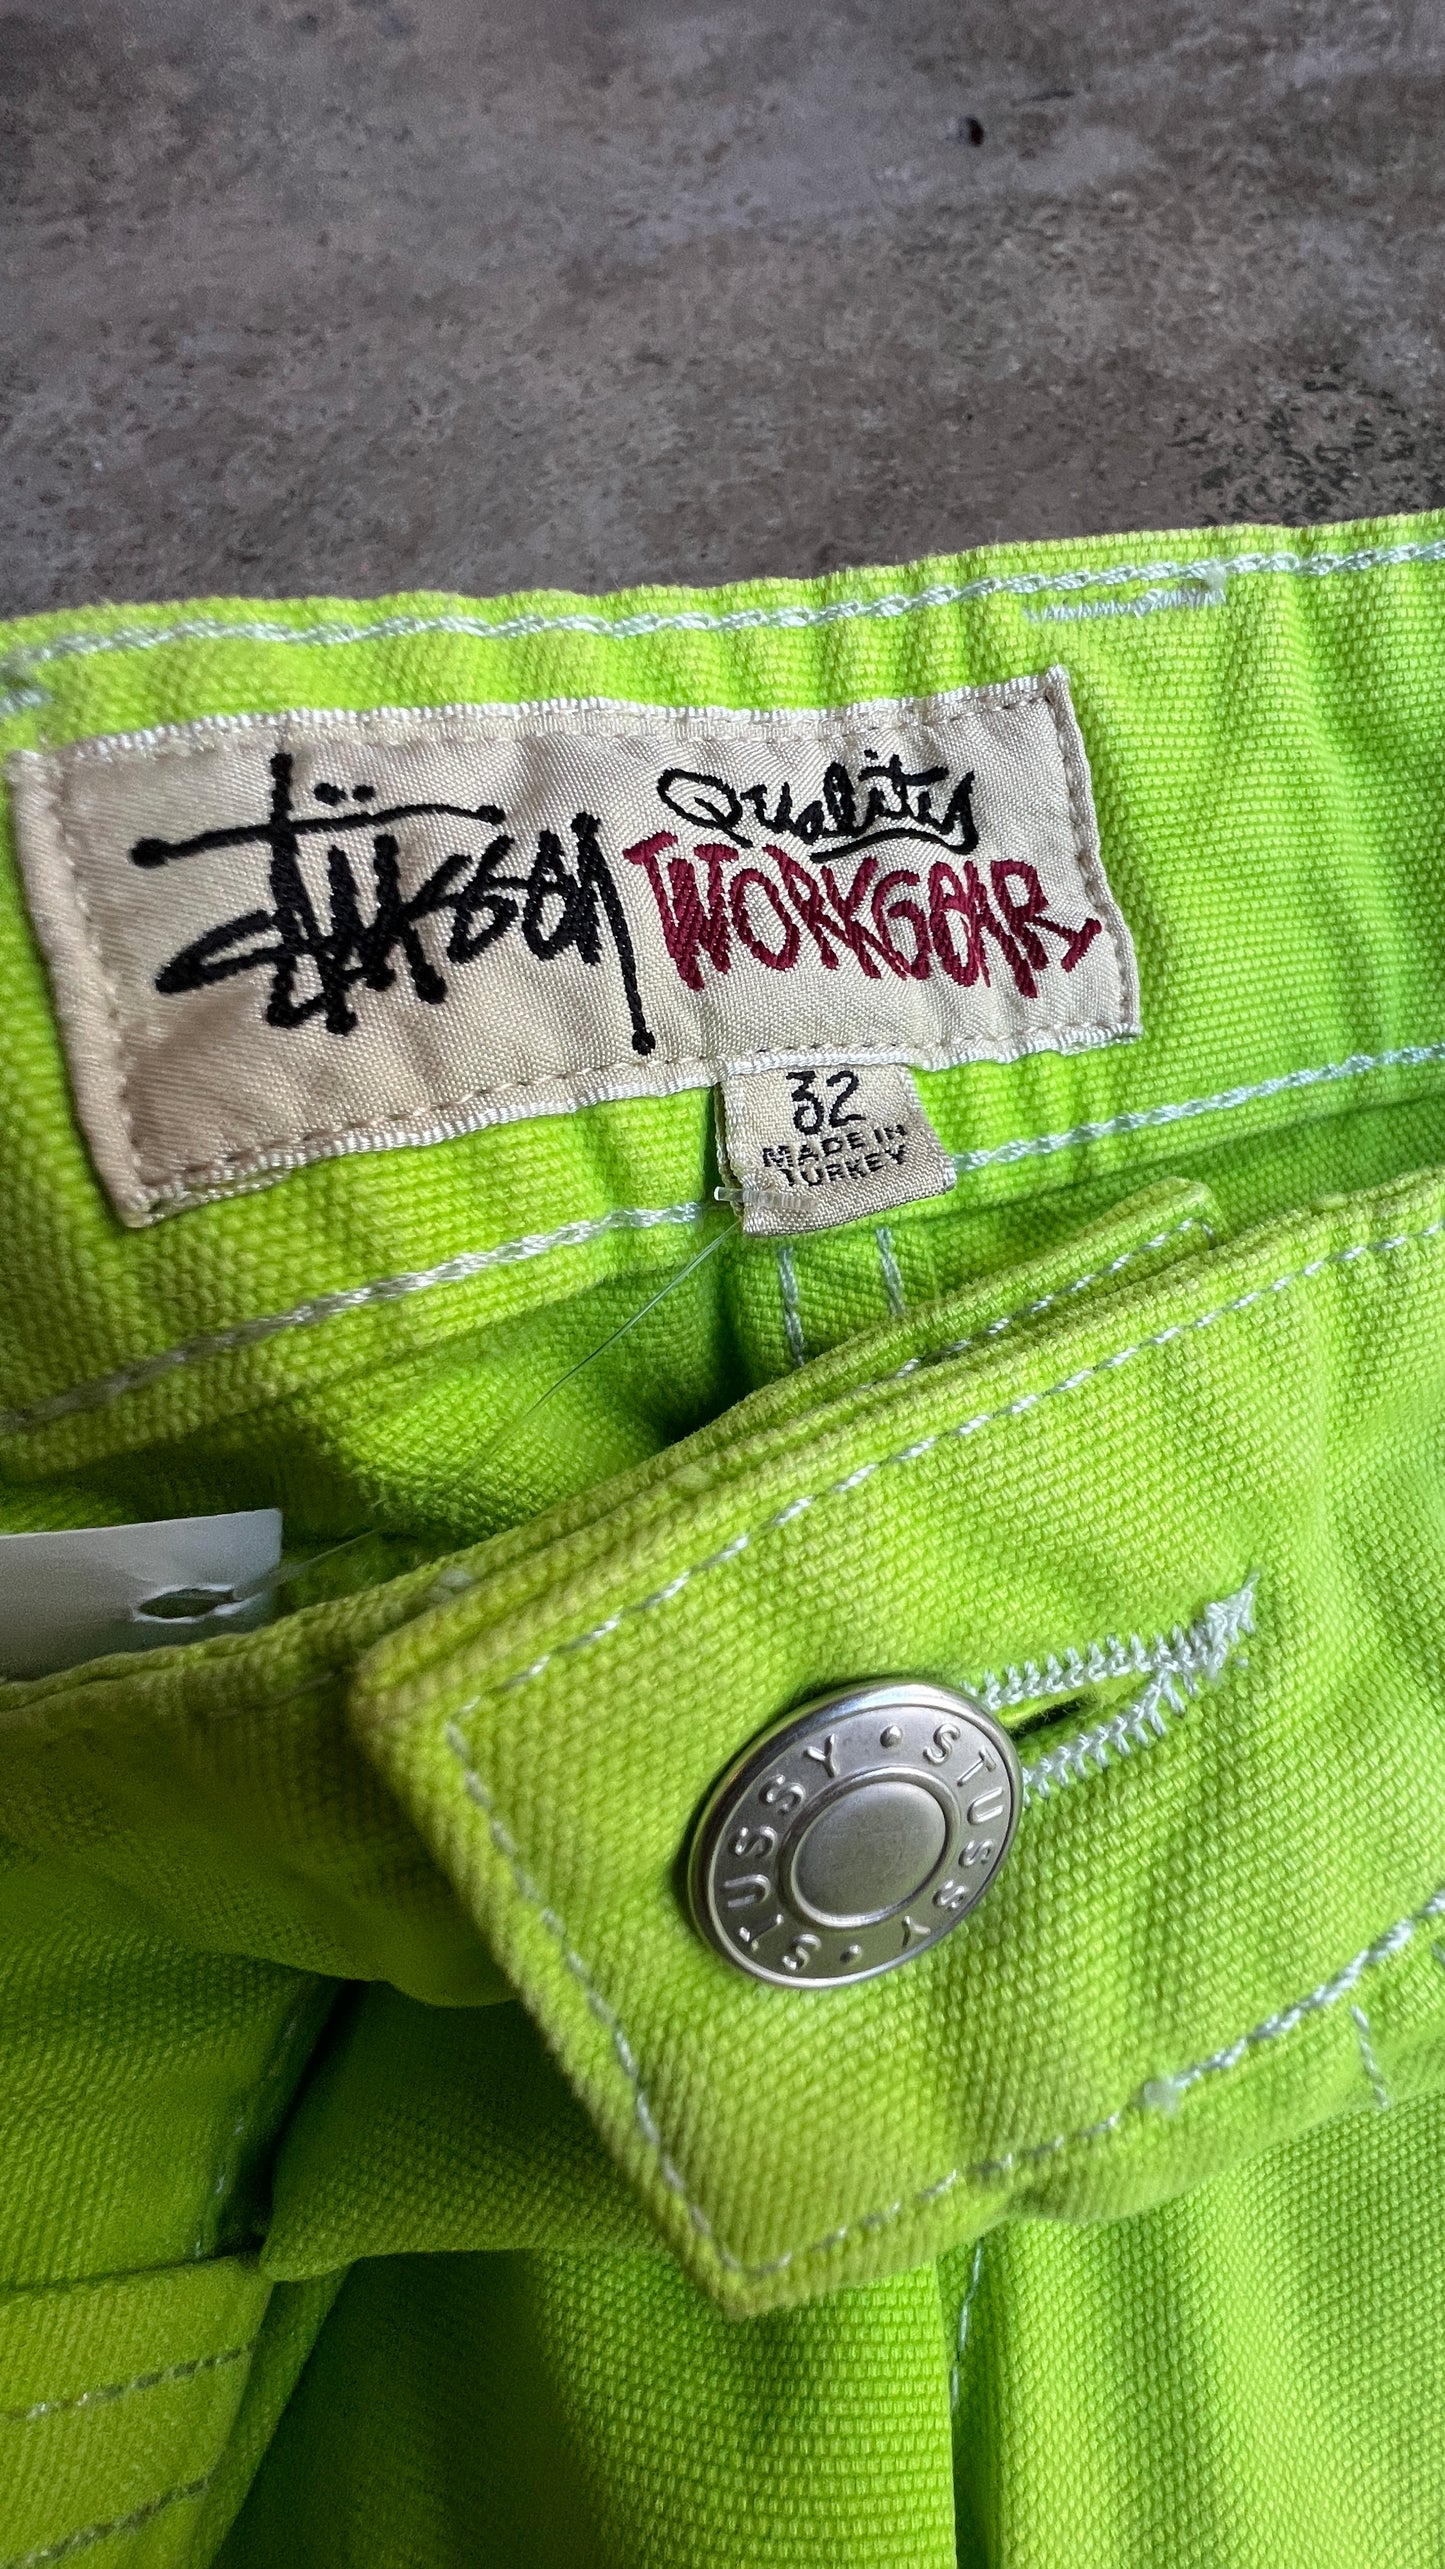 Stüssy Quality
WORKGEAR
32
MADE IN
TURKEY
STUSSY • STUSSY •